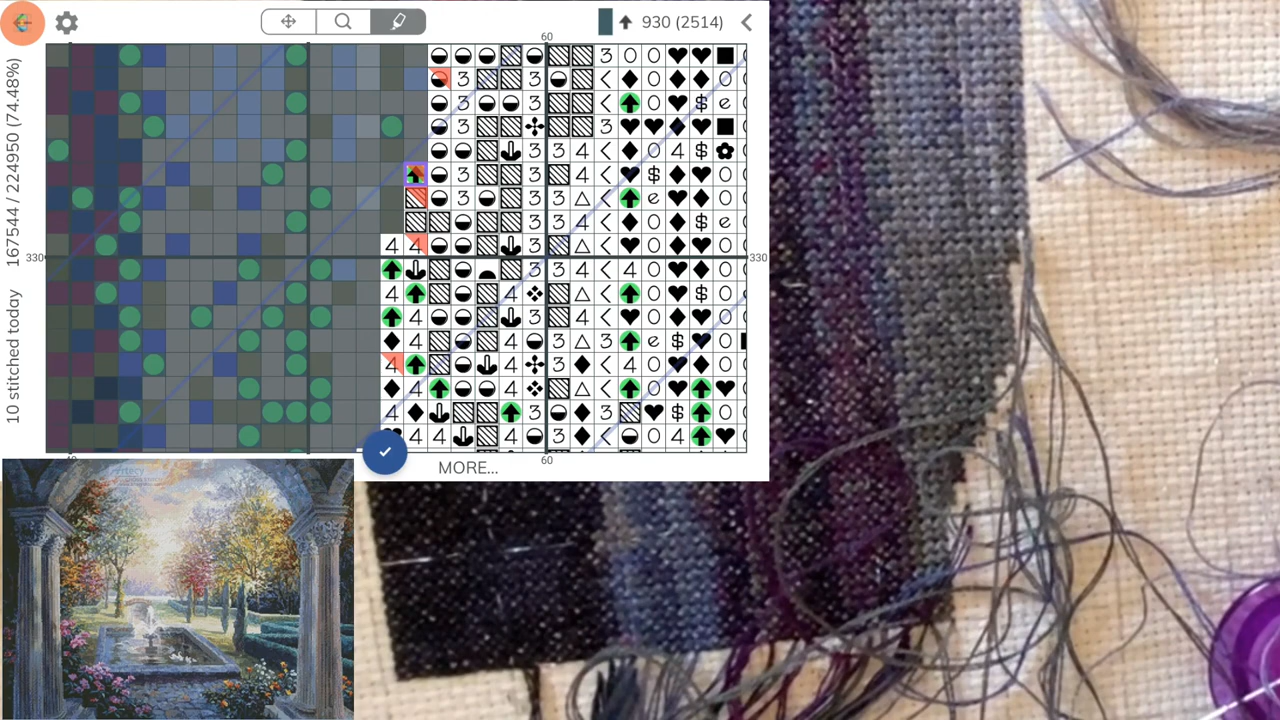 930 (2514)
60
167544 / 224950 (74.48%)
10 stitched today
330
330
60
MORE...